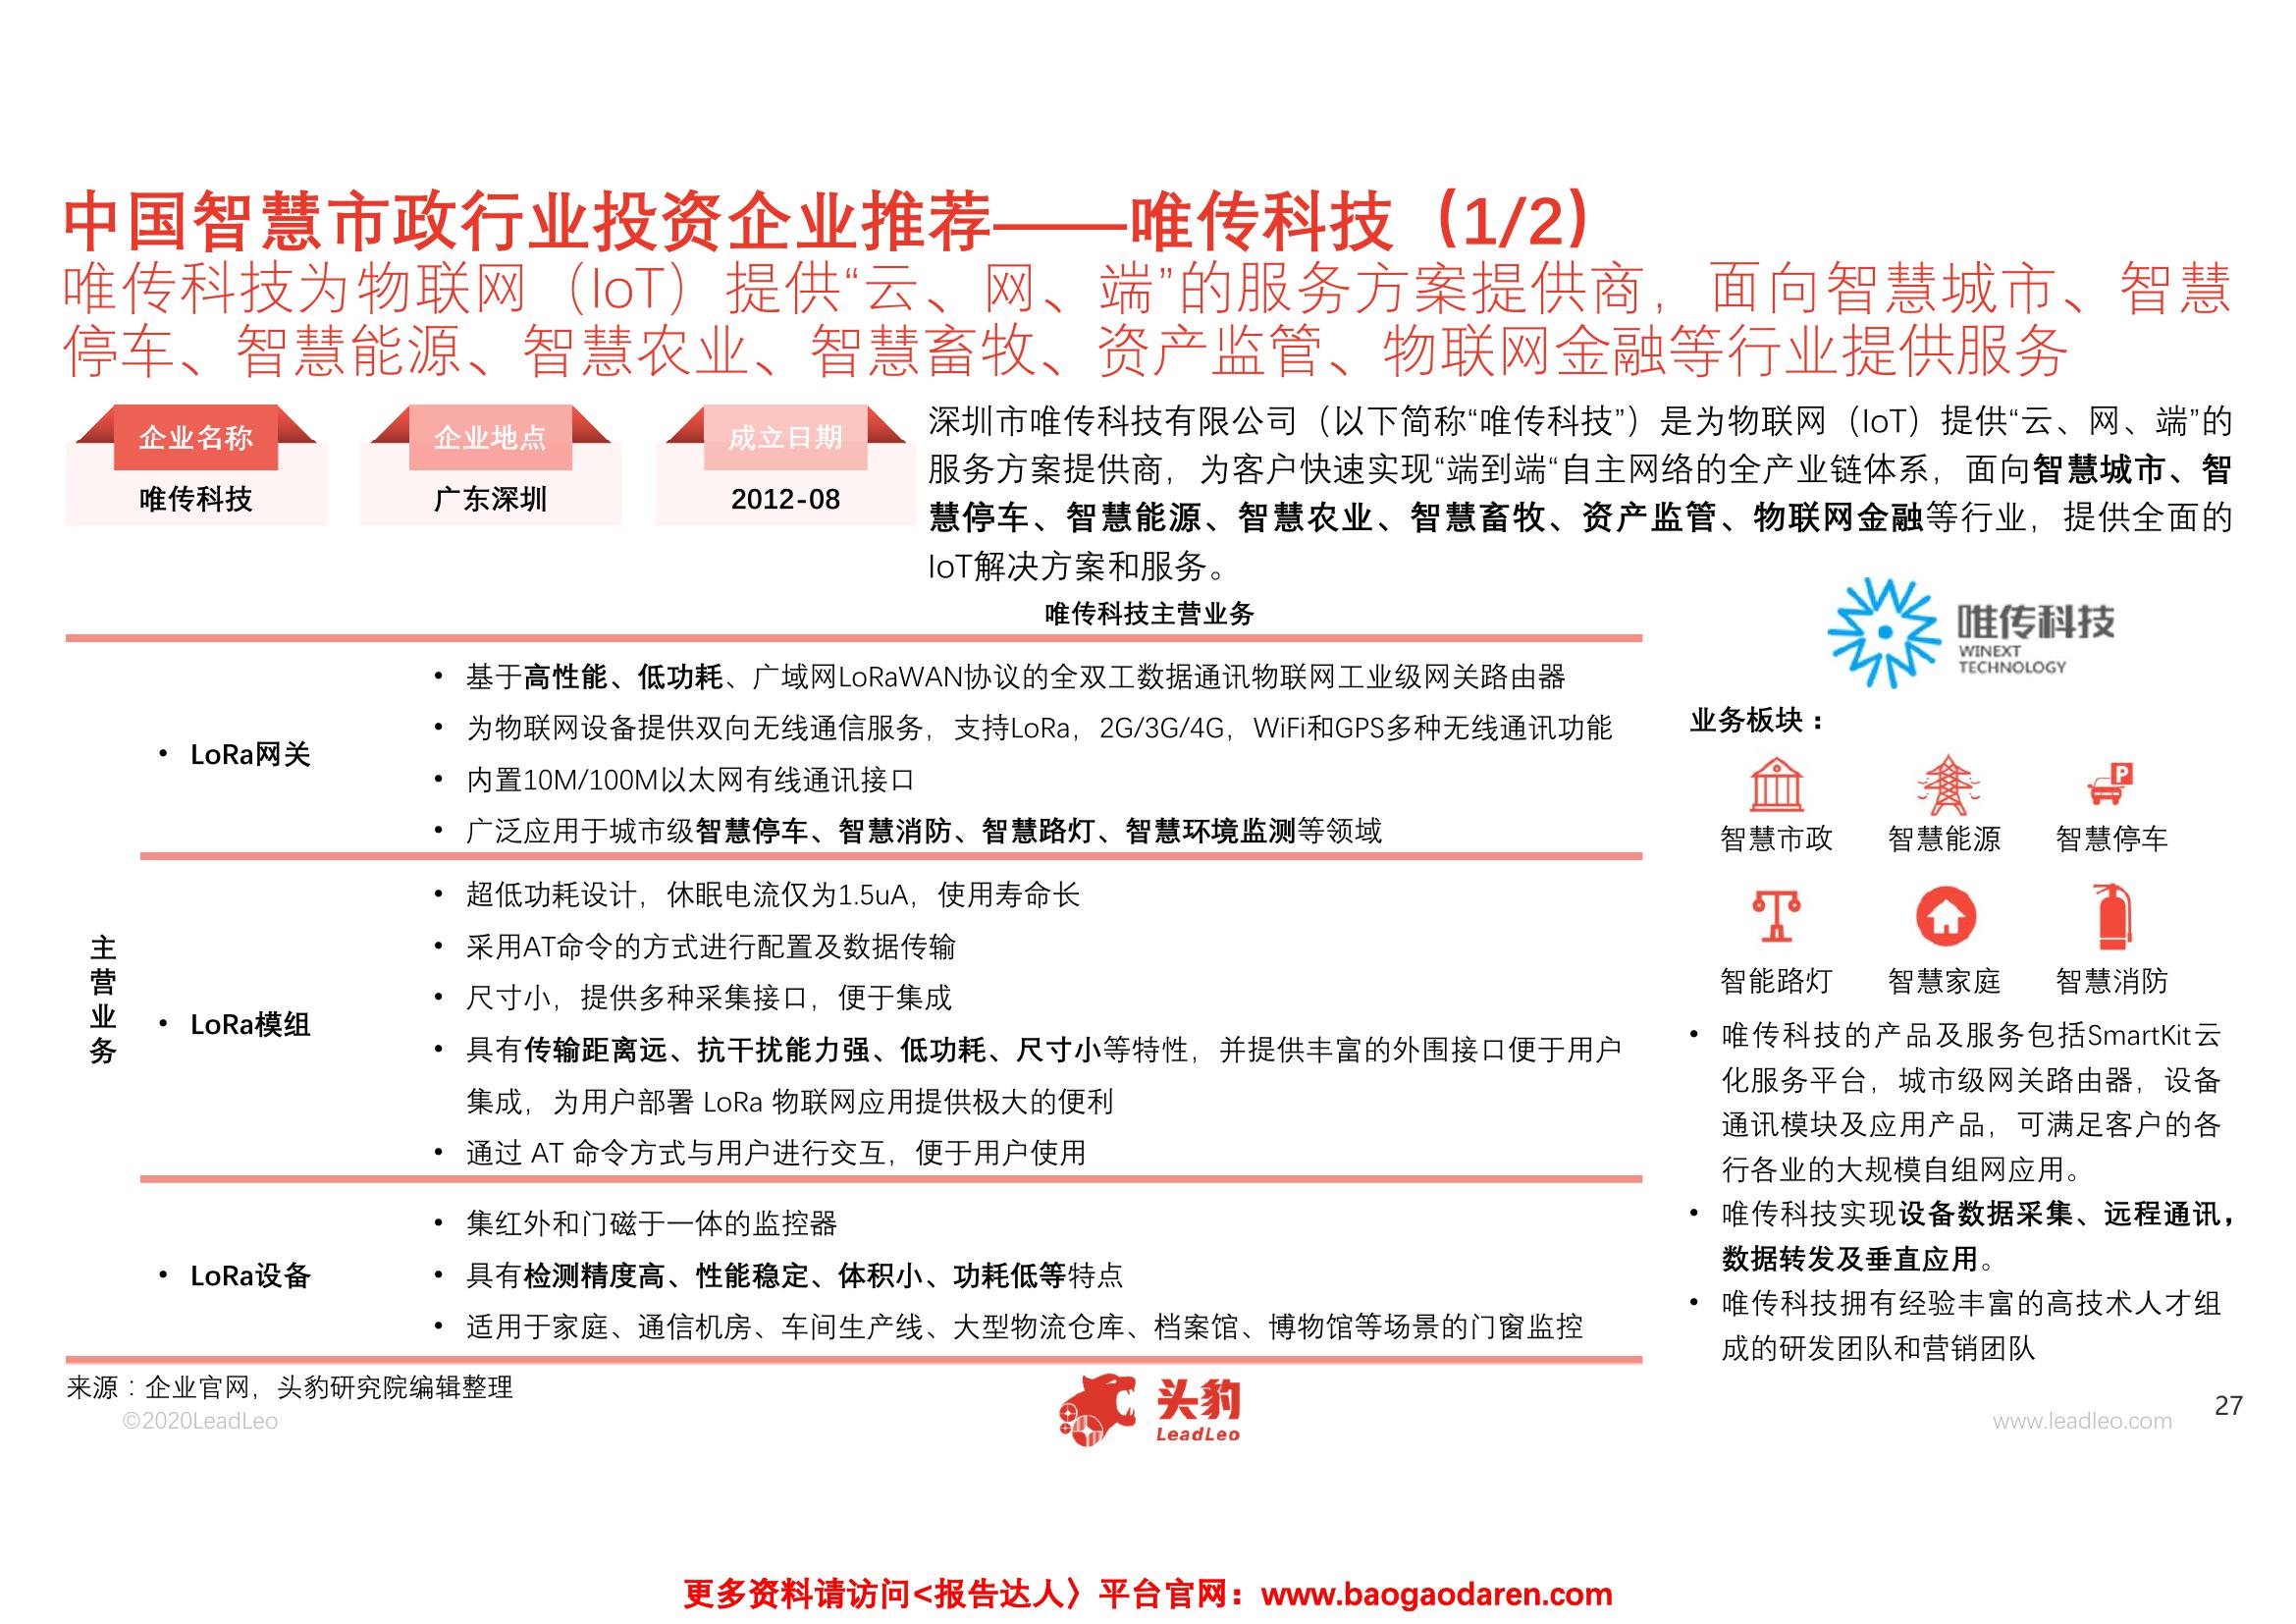 中国智慧市政行业投资企业推荐——唯传科技（1/2）
唯传科技为物联网（IoT）提供“云、网、端”的服务方案提供商，面向智慧城市、智慧
停车、智慧能源、智慧农业、智慧畜牧、资产监管、物联网金融等行业提供服务
企业名称
唯传科技
企业地点
广东深圳
成立日期
2012-08
深圳市唯传科技有限公司（以下简称“唯传科技”）是为物联网（IoT）提供“云、网、端”的
服务方案提供商，为客户快速实现“端到端“自主网络的全产业链体系，面向智慧城市、智
慧停车、智慧能源、智慧农业、智慧畜牧、资产监管、物联网金融等行业，提供全面的
IoT解决方案和服务。
唯传科技主营业务
主营业务
• LoRa网关
• 基于高性能、低功耗、广域网LoRaWAN协议的全双工数据通讯物联网工业级网关路由器
• 为物联网设备提供双向无线通信服务，支持LoRa，2G/3G/4G，WiFi和GPS多种无线通讯功能
• 内置10M/100M以太网有线通讯接口
• 广泛应用于城市级智慧停车、智慧消防、智慧路灯、智慧环境监测等领域
• LoRa模组
• 超低功耗设计，休眠电流仅为1.5uA，使用寿命长
• 采用AT命令的方式进行配置及数据传输
• 尺寸小，提供多种采集接口，便于集成
• 具有传输距离远、抗干扰能力强、低功耗、尺寸小等特性，并提供丰富的外围接口便于用户
集成，为用户部署 LoRa 物联网应用提供极大的便利
• 通过 AT 命令方式与用户进行交互，便于用户使用
• LoRa设备
• 集红外和门磁于一体的监控器
• 具有检测精度高、性能稳定、体积小、功耗低等特点
• 适用于家庭、通信机房、车间生产线、大型物流仓库、档案馆、博物馆等场景的门窗监控
唯传科技
WINEXT
TECHNOLOGY
业务板块：
P
智慧市政 智慧能源 智慧停车
智能路灯 智慧家庭 智慧消防
• 唯传科技的产品及服务包括SmartKit云
化服务平台，城市级网关路由器，设备
通讯模块及应用产品，可满足客户的各
行各业的大规模自组网应用。
• 唯传科技实现设备数据采集、远程通讯，
数据转发及垂直应用。
• 唯传科技拥有经验丰富的高技术人才组
成的研发团队和营销团队
来源：企业官网，头豹研究院编辑整理
©2020LeadLeo
头豹
LeadLeo
www.leadleo.com
27
更多资料请访问<报告达人〉平台官网：www.baogaodaren.com